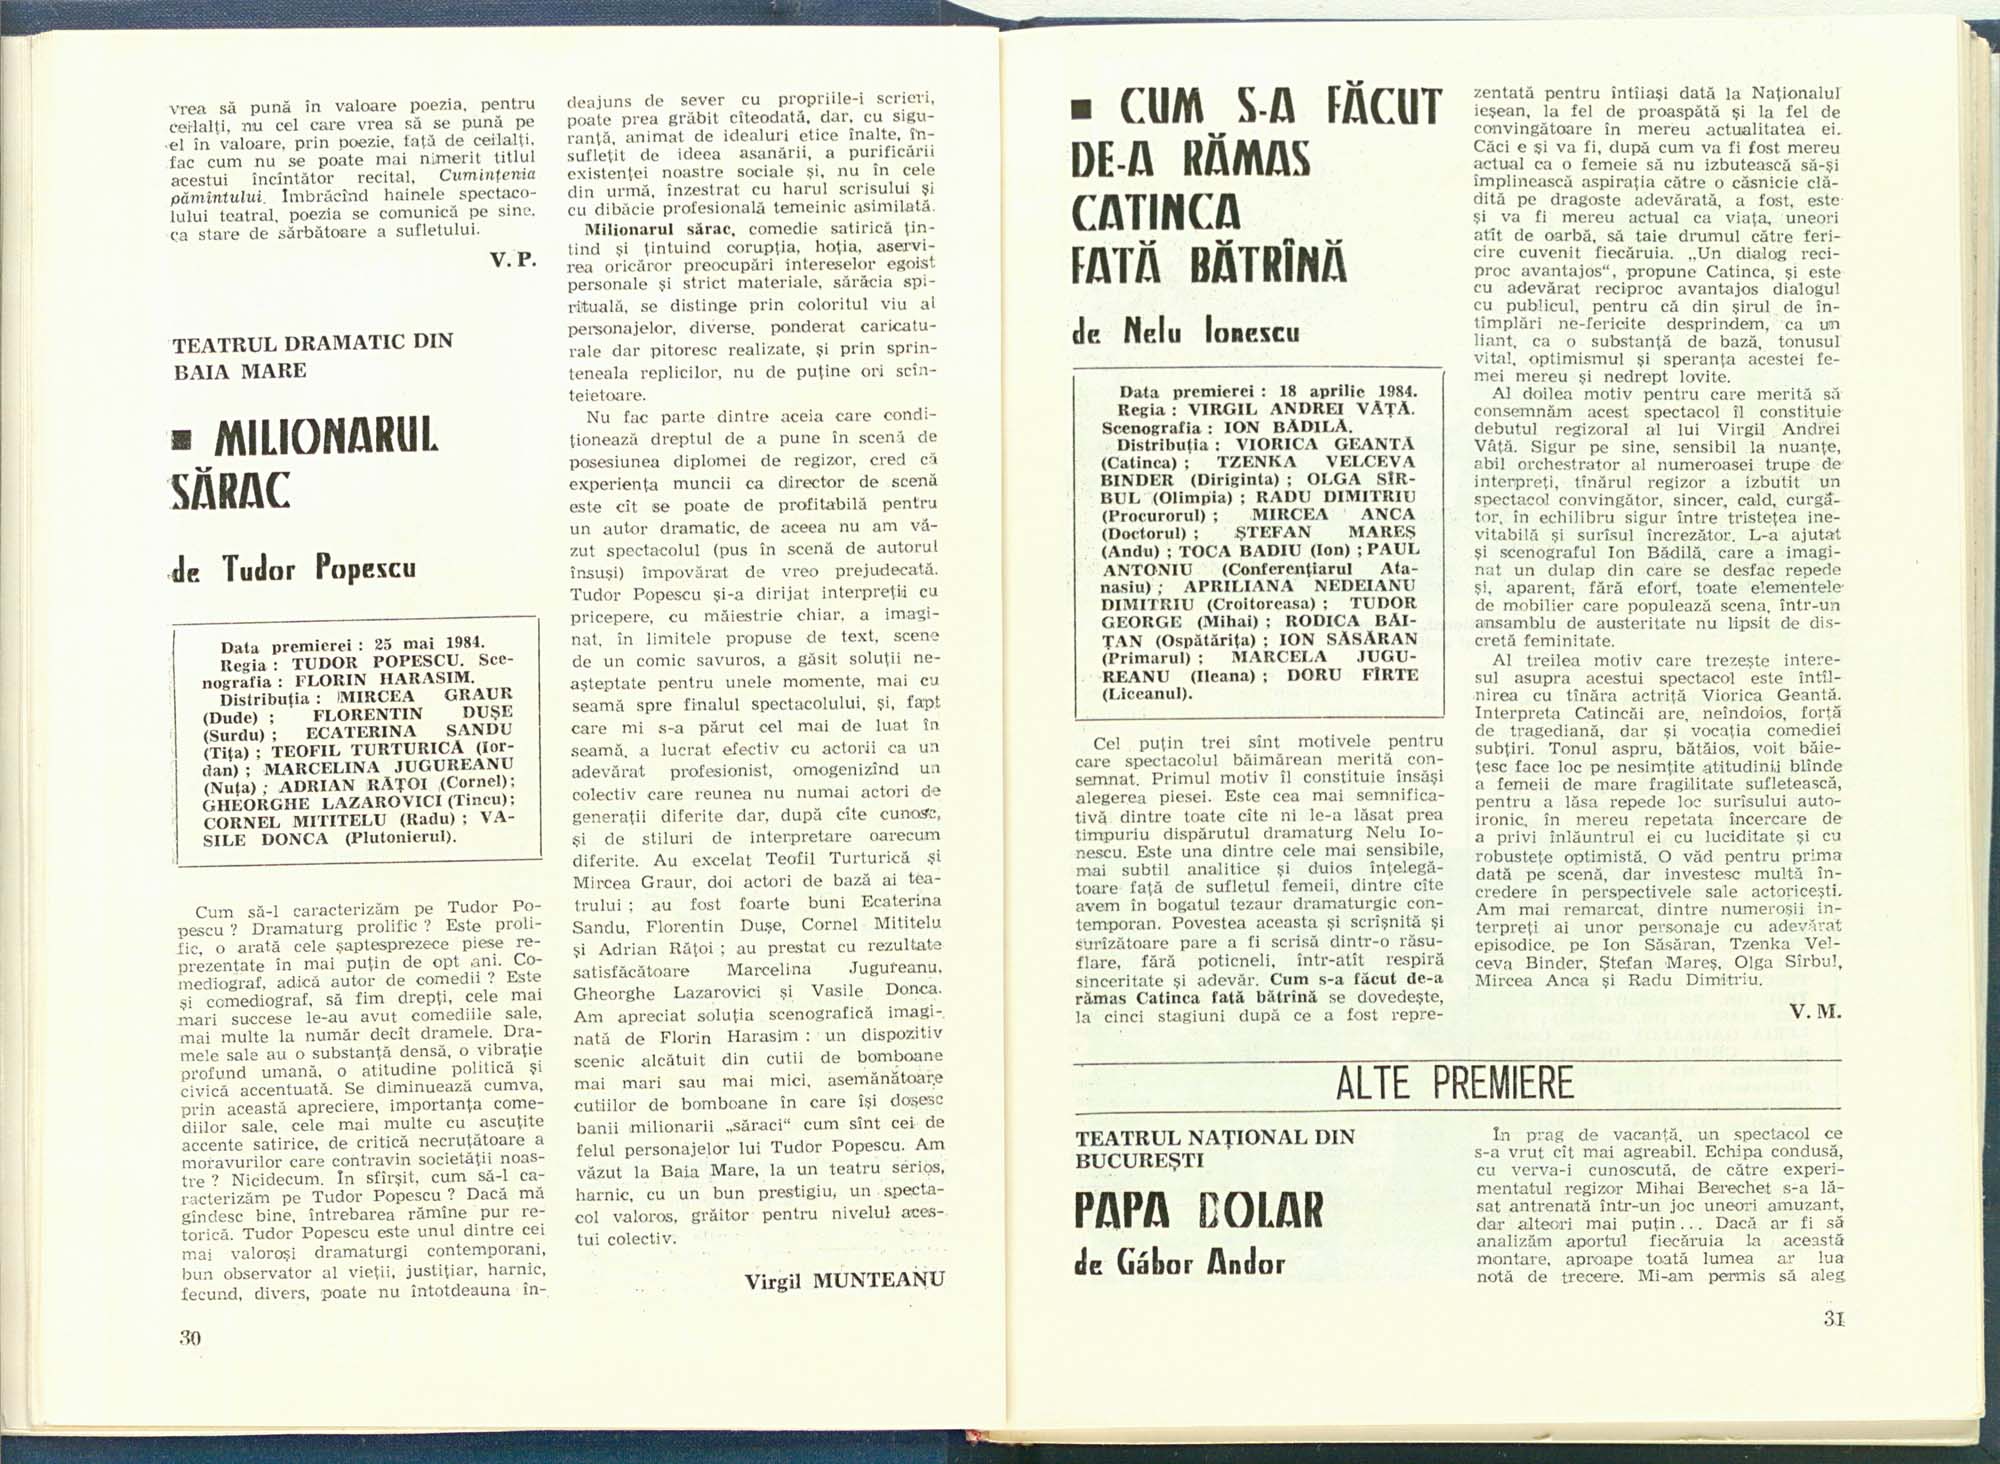 vrea să pună în valoare poezia, pentru
ceilalți, nu cel care vrea să se pună pe
el în valoare, prin poezie, față de ceilalți,
fac cum nu se poate mai nimerit titlul
acestui încîntător recital, Cumințenia
pămîntului. Îmbrăcînd hainele spectaco-
lului teatral, poezia se comunică pe sine,
ca stare de sărbătoare a sufletului.
V. P.
TEATRUL DRAMATIC DIN
BAIA MARE
■ MILIONARUL
SĂRAC
de Tudor Popescu
Data premierei : 25 mai 1984.
Regia : TUDOR POPESCU. Sce-
nografia : FLORIN HARASIM.
Distribuția : MIRCEA GRAUR
(Dude) ; FLORENTIN DUȘE
(Surdu) ; ECATERINA SANDU
(Tița) ; TEOFIL TURTURICĂ (Ior-
dan) ; MARCELINA JUGUREANU
(Nuța) ; ADRIAN RĂȚOI (Cornel) ;
GHEORGHE LAZAROVICI (Tincu) ;
CORNEL MITITELU (Radu) ; VA-
SILE DONCA (Plutonierul).
Cum să-l caracterizăm pe Tudor Po-
pescu ? Dramaturg prolific ? Este proli-
fic, o arată cele șaptesprezece piese re-
prezentate în mai puțin de opt ani. Co-
mediograf, adică autor de comedii ? Este
și comediograf, să fim drepți, cele mai
mari succese le-au avut comediile sale,
mai multe la număr decît dramele. Dra-
mele sale au o substanță densă, o vibrație
profund umană, o atitudine politică și
civică accentuată. Se diminuează cumva,
prin această apreciere, importanța come-
diilor sale, cele mai multe cu ascuțite
accente satirice, de critică necruțătoare a
moravurilor care contravin societății noas-
tre ? Nicidecum. În sfîrșit, cum să-l ca-
racterizăm pe Tudor Popescu ? Dacă mă
gîndesc bine, întrebarea rămîne pur re-
torică. Tudor Popescu este unul dintre cei
mai valoroși dramaturgi contemporani,
bun observator al vieții, justițiar, harnic,
fecund, divers, poate nu întotdeauna în-
30
deajuns de sever cu propriile-i scrieri,
poate prea grăbit cîteodată, dar, cu sigu-
ranță, animat de idealuri etice înalte, în-
suflețit de ideea asanării, a purificării
existenței noastre sociale și, nu în cele
din urmă, înzestrat cu harul scrisului și
cu dibăcie profesională temeinic asimilată.
Milionarul sărac, comedie satirică țin-
tind și țintuind corupția, hoția, aservi-
rea oricăror preocupări intereselor egoist
personale și strict materiale, sărăcia spi-
rituală, se distinge prin coloritul viu al
personajelor, diverse, ponderat caricatu-
rale dar pitoresc realizate, și prin sprin-
teneala replicilor, nu de puține ori scîn-
teietoare.
Nu fac parte dintre aceia care condi-
ționează dreptul de a pune în scenă de
posesiunea diplomei de regizor, cred că
experiența muncii ca director de scenă
este cît se poate de profitabilă pentru
un autor dramatic, de aceea nu am vă-
zut spectacolul (pus în scenă de autorul
însuși) împovărat de vreo prejudecată.
Tudor Popescu și-a dirijat interpreții cu
pricepere, cu măiestrie chiar, a imagi-
nat, în limitele propuse de text, scene
de un comic savuros, a găsit soluții ne-
așteptate pentru unele momente, mai cu
seamă spre finalul spectacolului, și, fapt
care mi s-a părut cel mai de luat în
seamă, a lucrat efectiv cu actorii ca un
adevărat profesionist, omogenizînd un
colectiv care reunea nu numai actori de
generații diferite dar, după cîte cunosc,
și de stiluri de interpretare oarecum
diferite. Au excelat Teofil Turturică și
Mircea Graur, doi actori de bază ai tea-
trului ; au fost foarte buni Ecaterina
Sandu, Florentin Dușe, Cornel Mititelu
și Adrian Rățoi ; au prestat cu rezultate
satisfăcătoare Marcelina Jugureanu,
Gheorghe Lazarovici și Vasile Donca.
Am apreciat soluția scenografică imagi-
nată de Florin Harasim : un dispozitiv
scenic alcătuit din cutii de bomboane
mai mari sau mai mici, asemănătoare
cutiilor de bomboane în care își dosesc
banii milionarii „săraci“ cum sînt cei de
felul personajelor lui Tudor Popescu. Am
văzut la Baia Mare, la un teatru serios,
harnic, cu un bun prestigiu, un specta-
col valoros, grăitor pentru nivelul aces-
tui colectiv.
Virgil MUNTEANU
■ CUM S-A FĂCUT
DE-A RĂMAS
CATINCA
FATĂ BĂTRÎNĂ
de Nelu Ionescu
Data premierei : 18 aprilie 1984.
Regia : VIRGIL ANDREI VĂȚĂ.
Scenografia : ION BĂDILĂ.
Distribuția : VIORICA GEANTĂ
(Catinca) ; TZENKA VELCEVA
BINDER (Diriginta) ; OLGA SÎR-
BUL (Olimpia) ; RADU DIMITRIU
(Procurorul) ; MIRCEA ANCA
(Doctorul) ; ȘTEFAN MAREȘ
(Andu) ; TOCA BADIU (Ion) ; PAUL
ANTONIU (Conferențiarul Ata-
nasiu) ; APRILIANA NEDEIANU
DIMITRIU (Croitoreasa) ; TUDOR
GEORGE (Mihai) ; RODICA BĂI-
ȚAN (Ospătărița) ; ION SĂSĂRAN
(Primarul) ; MARCELA JUGU-
REANU (Ileana) ; DORU FÎRTE
(Liceanul).
Cel puțin trei sînt motivele pentru
care spectacolul băimărean merită con-
semnat. Primul motiv îl constituie însăși
alegerea piesei. Este cea mai semnifica-
tivă dintre toate cîte ni le-a lăsat prea
timpuriu dispărutul dramaturg Nelu Io-
nescu. Este una dintre cele mai sensibile,
mai subtil analitice și duios înțelegă-
toare față de sufletul femeii, dintre cîte
avem în bogatul tezaur dramaturgic con-
temporan. Povestea aceasta și scrîșnită și
surîzătoare pare a fi scrisă dintr-o răsu-
flare, fără poticneli, într-atît respiră
sinceritate și adevăr. Cum s-a făcut de-a
rămas Catinca fată bătrînă se dovedește,
la cinci stagiuni după ce a fost repre-
zentată pentru întîiași dată la Naționalul
ieșean, la fel de proaspătă și la fel de
convingătoare în mereu actualitatea ei.
Căci e și va fi, după cum va fi fost mereu
actual ca o femeie să nu izbutească să-și
împlinească aspirația către o căsnicie clă-
dită pe dragoste adevărată, a fost, este
și va fi mereu actual ca viața, uneori
atît de oarbă, să taie drumul către feri-
cire cuvenit fiecăruia. „Un dialog reci-
proc avantajos“, propune Catinca, și este
cu adevărat reciproc avantajos dialogul
cu publicul, pentru că din șirul de în-
tîmplări ne-fericite desprindem, ca un
liant, ca o substanță de bază, tonusul
vital, optimismul și speranța acestei fe-
mei mereu și nedrept lovite.
Al doilea motiv pentru care merită să
consemnăm acest spectacol îl constituie
debutul regizoral al lui Virgil Andrei
Vâță. Sigur pe sine, sensibil la nuanțe,
abil orchestrator al numeroasei trupe de
interpreți, tînărul regizor a izbutit un
spectacol convingător, sincer, cald, curgă-
tor, în echilibru sigur între tristețea ine-
vitabilă și surîsul încrezător. L-a ajutat
și scenograful Ion Bădilă, care a imagi-
nat un dulap din care se desfac repede
și, aparent, fără efort, toate elementele
de mobilier care populează scena, într-un
ansamblu de austeritate nu lipsit de dis-
cretă feminitate.
Al treilea motiv care trezește intere-
sul asupra acestui spectacol este întîl-
nirea cu tînăra actriță Viorica Geantă.
Interpreta Catincăi are, neîndoios, forță
de tragediană, dar și vocația comediei
subțiri. Tonul aspru, bătăios, voit băie-
țesc face loc pe nesimțite atitudinii blînde
a femeii de mare fragilitate sufletească,
pentru a lăsa repede loc surîsului auto-
ironic, în mereu repetata încercare de
a privi înlăuntrul ei cu luciditate și cu
robustețe optimistă. O văd pentru prima
dată pe scenă, dar investesc multă în-
credere în perspectivele sale actoricești.
Am mai remarcat, dintre numeroșii in-
terpreți ai unor personaje cu adevărat
episodice, pe Ion Săsăran, Tzenka Vel-
ceva Binder, Ștefan Mareș, Olga Sîrbul,
Mircea Anca și Radu Dimitriu.
V. M.
ALTE PREMIERE
TEATRUL NAȚIONAL DIN
BUCUREȘTI
PAPA DOLAR
de Gábor Andor
În prag de vacanță, un spectacol ce
s-a vrut cît mai agreabil. Echipa condusă,
cu verva-i cunoscută, de către experi-
mentatul regizor Mihai Berechet s-a lă-
sat antrenată într-un joc uneori amuzant,
dar alteori mai puțin... Dacă ar fi să
analizăm aportul fiecăruia la această
montare, aproape toată lumea ar lua
notă de trecere. Mi-am permis să aleg
31